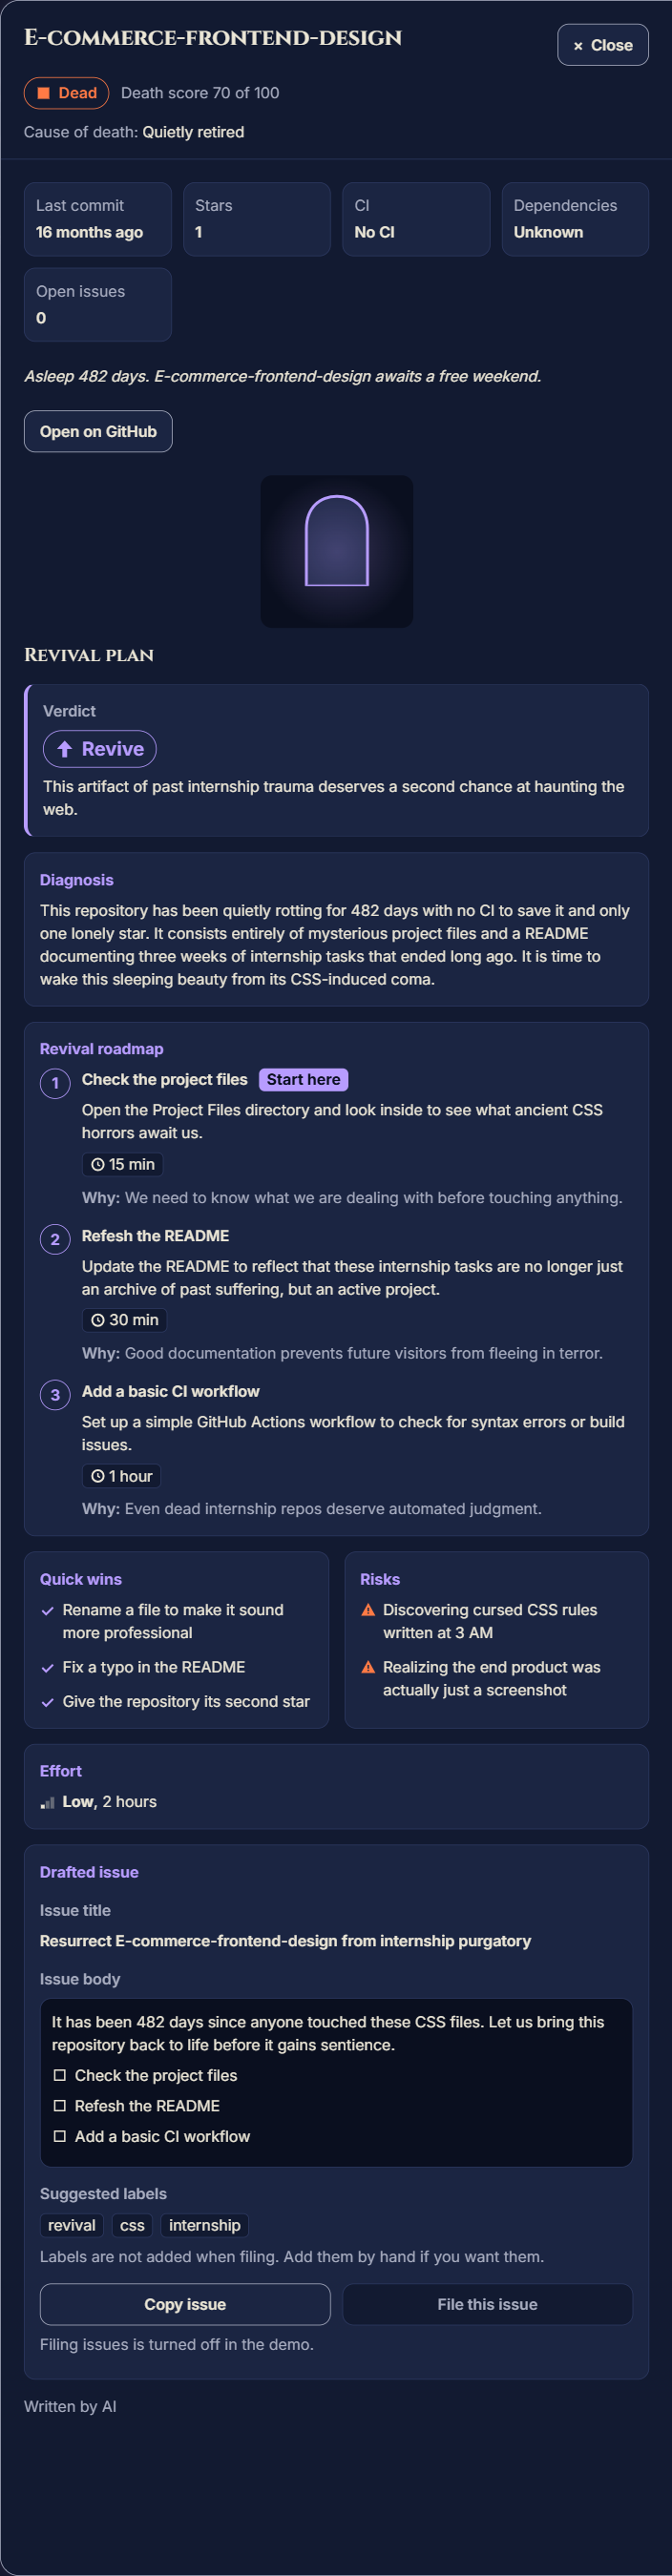 E-commerce-frontend-design
× Close
Dead
Death score 70 of 100
Cause of death: Quietly retired
Last commit
16 months ago
Stars
1
CI
No CI
Dependencies
Unknown
Open issues
0
Asleep 482 days. E-commerce-frontend-design awaits a free weekend.
Open on GitHub
Revival plan
Verdict
Revive
This artifact of past internship trauma deserves a second chance at haunting the
web.
Diagnosis
This repository has been quietly rotting for 482 days with no CI to save it and only
one lonely star. It consists entirely of mysterious project files and a README
documenting three weeks of internship tasks that ended long ago. It is time to
wake this sleeping beauty from its CSS-induced coma.
Revival roadmap
1 Check the project files Start here
Open the Project Files directory and look inside to see what ancient CSS
horrors await us.
15 min
Why: We need to know what we are dealing with before touching anything.
2 Refesh the README
Update the README to reflect that these internship tasks are no longer just
an archive of past suffering, but an active project.
30 min
Why: Good documentation prevents future visitors from fleeing in terror.
3 Add a basic CI workflow
Set up a simple GitHub Actions workflow to check for syntax errors or build
issues.
1 hour
Why: Even dead internship repos deserve automated judgment.
Quick wins
Rename a file to make it sound
more professional
Fix a typo in the README
Give the repository its second star
Risks
Discovering cursed CSS rules
written at 3 AM
Realizing the end product was
actually just a screenshot
Effort
Low, 2 hours
Drafted issue
Issue title
Resurrect E-commerce-frontend-design from internship purgatory
Issue body
It has been 482 days since anyone touched these CSS files. Let us bring this
repository back to life before it gains sentience.
Check the project files
Refesh the README
Add a basic CI workflow
Suggested labels
revival css internship
Labels are not added when filing. Add them by hand if you want them.
Copy issue
File this issue
Filing issues is turned off in the demo.
Written by AI